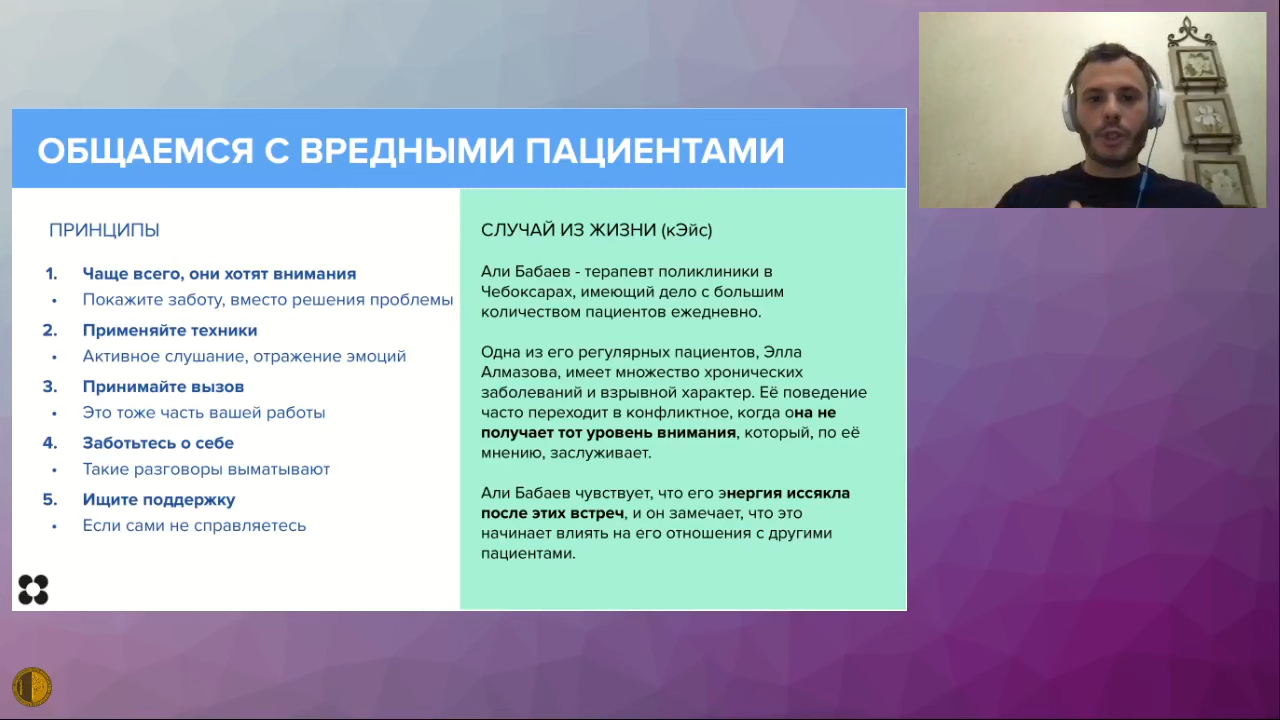 ОБЩАЕМСЯ С ВРЕДНЫМИ ПАЦИЕНТАМИ
ПРИНЦИПЫ
1. Чаще всего, они хотят внимания
• Покажите заботу, вместо решения проблемы
2. Применяйте техники
• Активное слушание, отражение эмоций
3. Принимайте вызов
• Это тоже часть вашей работы
4. Заботьтесь о себе
• Такие разговоры выматывают
5. Ищите поддержку
• Если сами не справляетесь
СЛУЧАЙ ИЗ ЖИЗНИ (кЭйс)
Али Бабаев - терапевт поликлиники в
Чебоксарах, имеющий дело с большим
количеством пациентов ежедневно.
Одна из его регулярных пациентов, Элла
Алмазова, имеет множество хронических
заболеваний и взрывной характер. Её поведение
часто переходит в конфликтное, когда она не
получает тот уровень внимания, который, по её
мнению, заслуживает.
Али Бабаев чувствует, что его энергия иссякла
после этих встреч, и он замечает, что это
начинает влиять на его отношения с другими
пациентами.